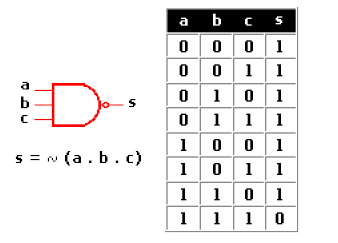 a
b
c
s
s = ~ (a . b . c)
a b c s
0 0 0 1
0 0 1 1
0 1 0 1
0 1 1 1
1 0 0 1
1 0 1 1
1 1 0 1
1 1 1 0